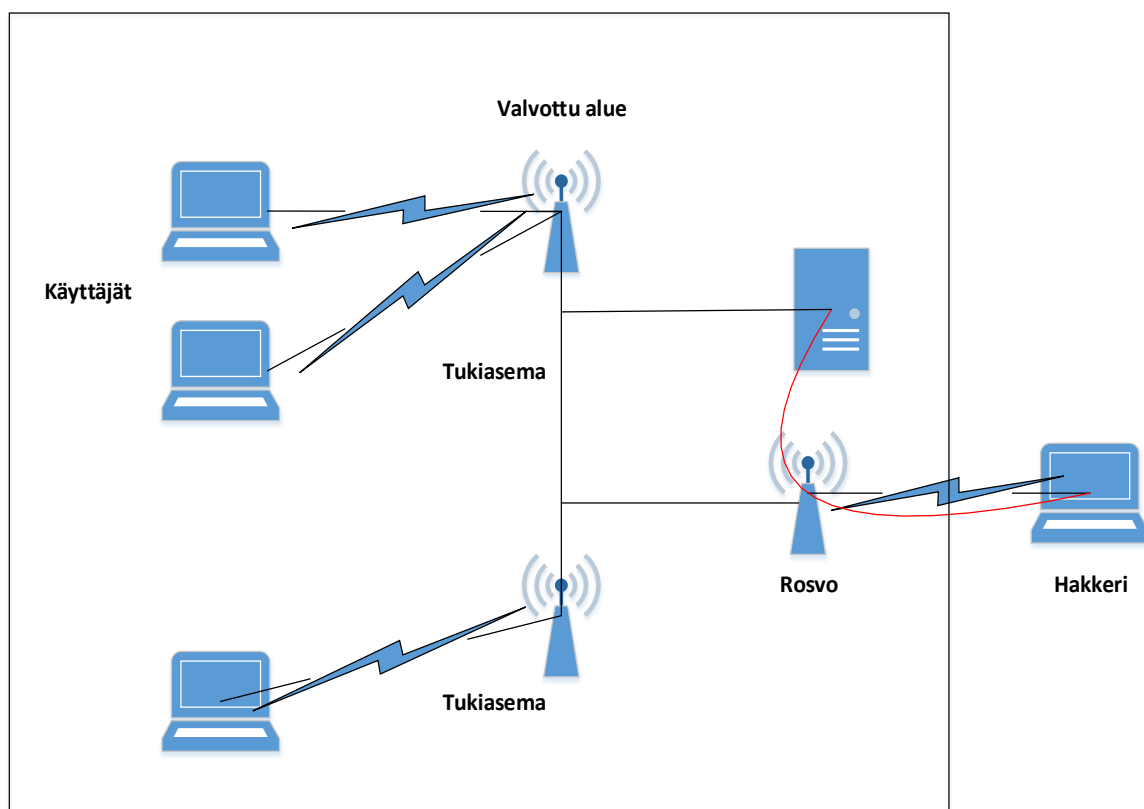 Valvottu alue
Käyttäjät
Tukiasema
Rosvo
Hakkeri
Tukiasema